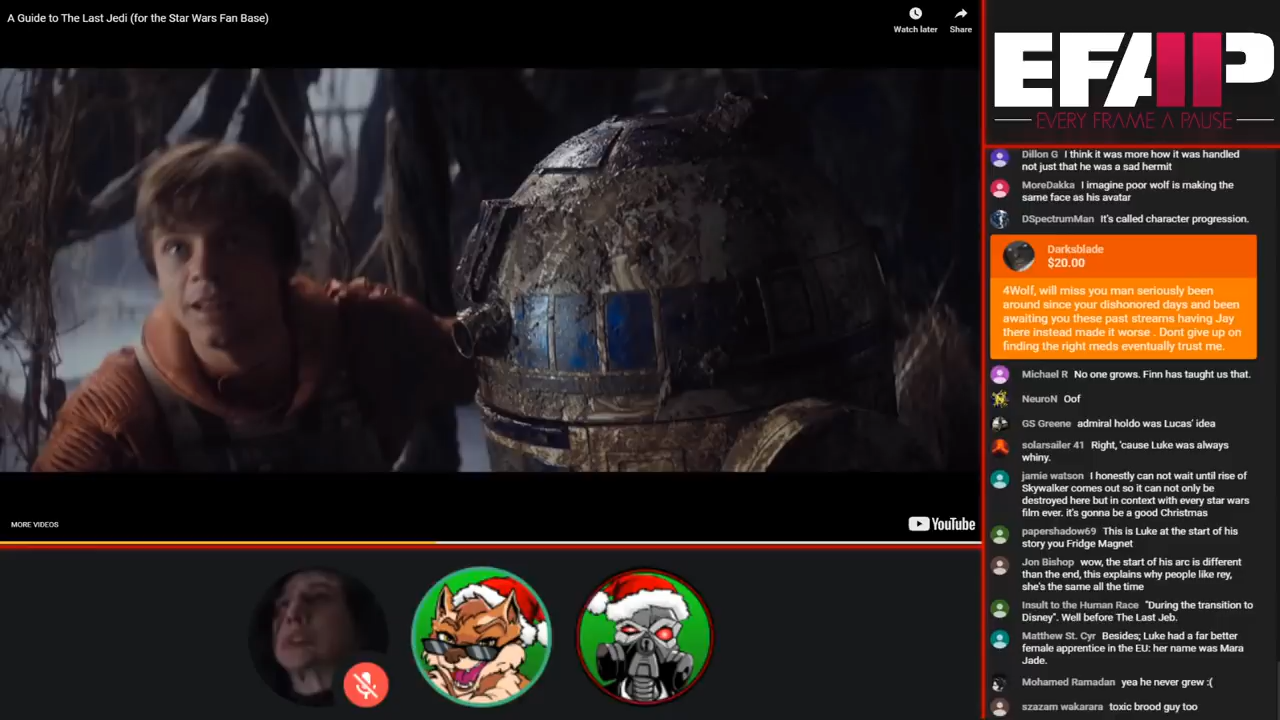 A Guide to The Last Jedi (for the Star Wars Fan Base)
Watch later
Share
MORE VIDEOS
YouTube
EFAP
EVERY FRAME A PAUSE
Dillon G I think it was more how it was handled
not just that he was a sad hermit
MoreDakka I imagine poor wolf is making the
same face as his avatar
DSpectrumMan It's called character progression.
Darksblade
$20.00
4Wolf, will miss you man seriously been
around since your dishonored days and been
awaiting you these past streams having Jay
there instead made it worse . Dont give up on
finding the right meds eventually trust me.
Michael R No one grows. Finn has taught us that.
NeuroN Oof
GS Greene admiral holdo was Lucas' idea
solarsailer 41 Right, 'cause Luke was always
whiny.
jamie watson I honestly can not wait until rise of
Skywalker comes out so it can not only be
destroyed here but in context with every star wars
film ever. it's gonna be a good Christmas
papershadow69 This is Luke at the start of his
story you Fridge Magnet
Jon Bishop wow, the start of his arc is different
than the end, this explains why people like rey,
she's the same all the time
Insult to the Human Race "During the transition to
Disney". Well before The Last Jeb.
Matthew St. Cyr Besides; Luke had a far better
female apprentice in the EU: her name was Mara
Jade.
Mohamed Ramadan yea he never grew :(
szazam wakarara toxic brood guy too